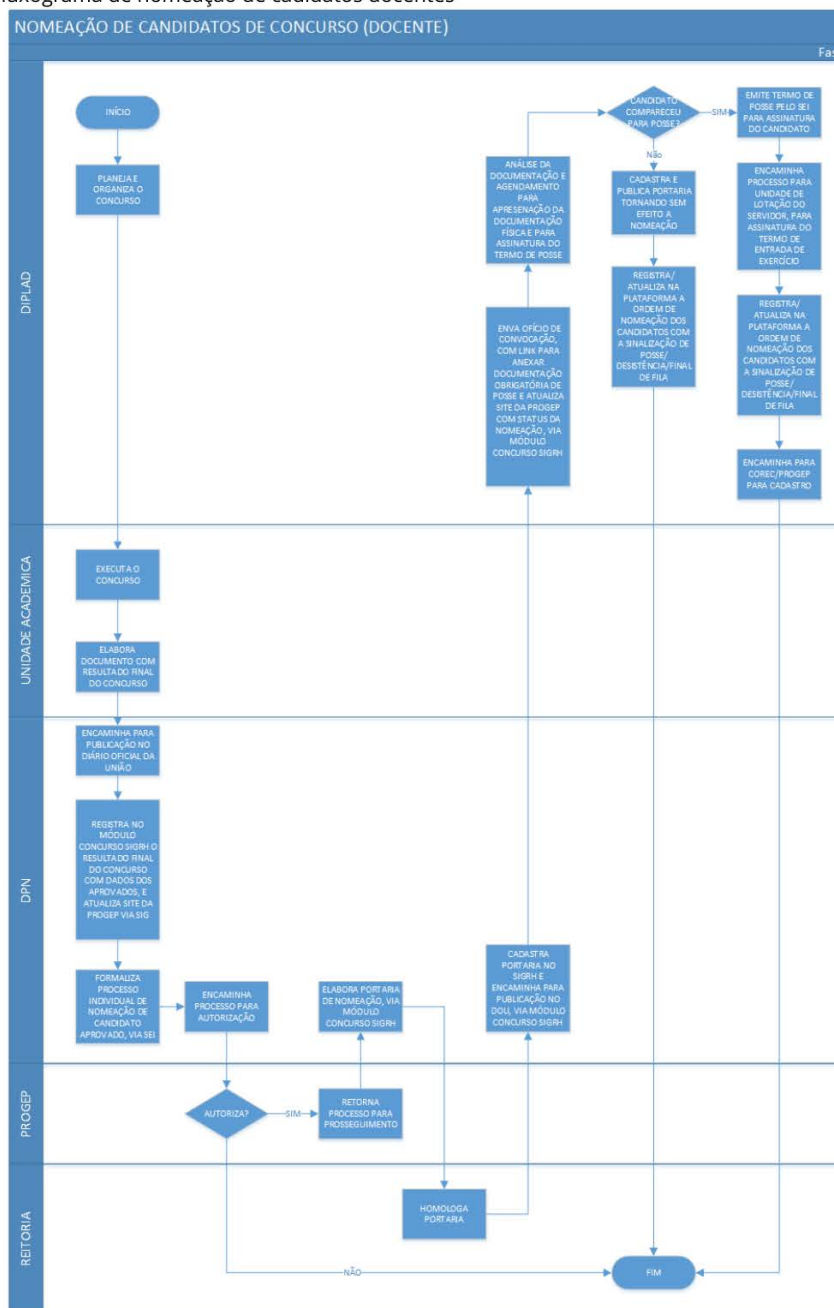 fluxograma de nomeação de cadidatos docentes
NOMEAÇÃO DE CANDIDATOS DE CONCURSO (DOCENTE)
Fas
DIPLAD
INÍCIO
PLANEJA E
ORGANIZA O
CONCURSO
ANÁLISE DA
DOCUMENTAÇÃO E
AGENDAMENTO
PARA
APRESENAÇÃO DA
DOCUMENTAÇÃO
FÍSICA E PARA
ASSINATURA DO
TERMO DE POSSE
ENVA OFÍCIO DE
CONVOCAÇÃO,
COM LINK PARA
ANEXAR
DOCUMENTAÇÃO
OBRIGATÓRIA DE
POSSE E ATUALIZA
SITE DA PROGEP
COM STATUS DA
NOMEAÇÃO, VIA
MÓDULO
CONCURSO SIGRH
CANDIDATO
COMPARECEU
PARA POSSE?
SIM
Não
CADASTRA E
PUBLICA PORTARIA
TORNANDO SEM
EFEITO A
NOMEAÇÃO
REGISTRA/
ATUALIZA NA
PLATAFORMA A
ORDEM DE
NOMEAÇÃO DOS
CANDIDATOS COM
A SINALIZAÇÃO DE
POSSE/
DESISTÊNCIA/FINAL
DE FILA
EMITE TERMO DE
POSSE PELO SEI
PARA ASSINATURA
DO CANDIDATO
ENCAMINHA
PROCESSO PARA
UNIDADE DE
LOTAÇÃO DO
SERVIDOR, PARA
ASSINATURA DO
TERMO DE
ENTRADA DE
EXERCÍCIO
REGISTRA/
ATUALIZA NA
PLATAFORMA A
ORDEM DE
NOMEAÇÃO DOS
CANDIDATOS COM
A SINALIZAÇÃO DE
POSSE/
DESISTÊNCIA/FINAL
DE FILA
ENCAMINHA PARA
COREC/PROGEP
PARA CADASTRO
UNIDADE ACADEMICA
EXECUTA O
CONCURSO
ELABORA
DOCUMENTO COM
RESULTADO FINAL
DO CONCURSO
DPN
ENCAMINHA PARA
PUBLICAÇÃO NO
DIÁRIO OFICIAL DA
UNIÃO
REGISTRA NO
MÓDULO
CONCURSO SIGRH O
RESULTADO FINAL
DO CONCURSO
COM DADOS DOS
APROVADOS, E
ATUALIZA SITE DA
PROGEP VIA SIG
FORMALIZA
PROCESSO
INDIVIDUAL DE
NOMEAÇÃO DE
CANDIDATO
APROVADO, VIA SEI
ENCAMINHA
PROCESSO PARA
AUTORIZAÇÃO
ELABORA PORTARIA
DE NOMEAÇÃO, VIA
MÓDULO
CONCURSO SIGRH
CADASTRA
PORTARIA NO
SIGRH E
ENCAMINHA PARA
PUBLICAÇÃO NO
DOU, VIA MÓDULO
CONCURSO SIGRH
PROGEP
AUTORIZA?
SIM
RETORNA
PROCESSO PARA
PROSSEGUIMENTO
REITORIA
HOMOLOGA
PORTARIA
NÃO
FIM